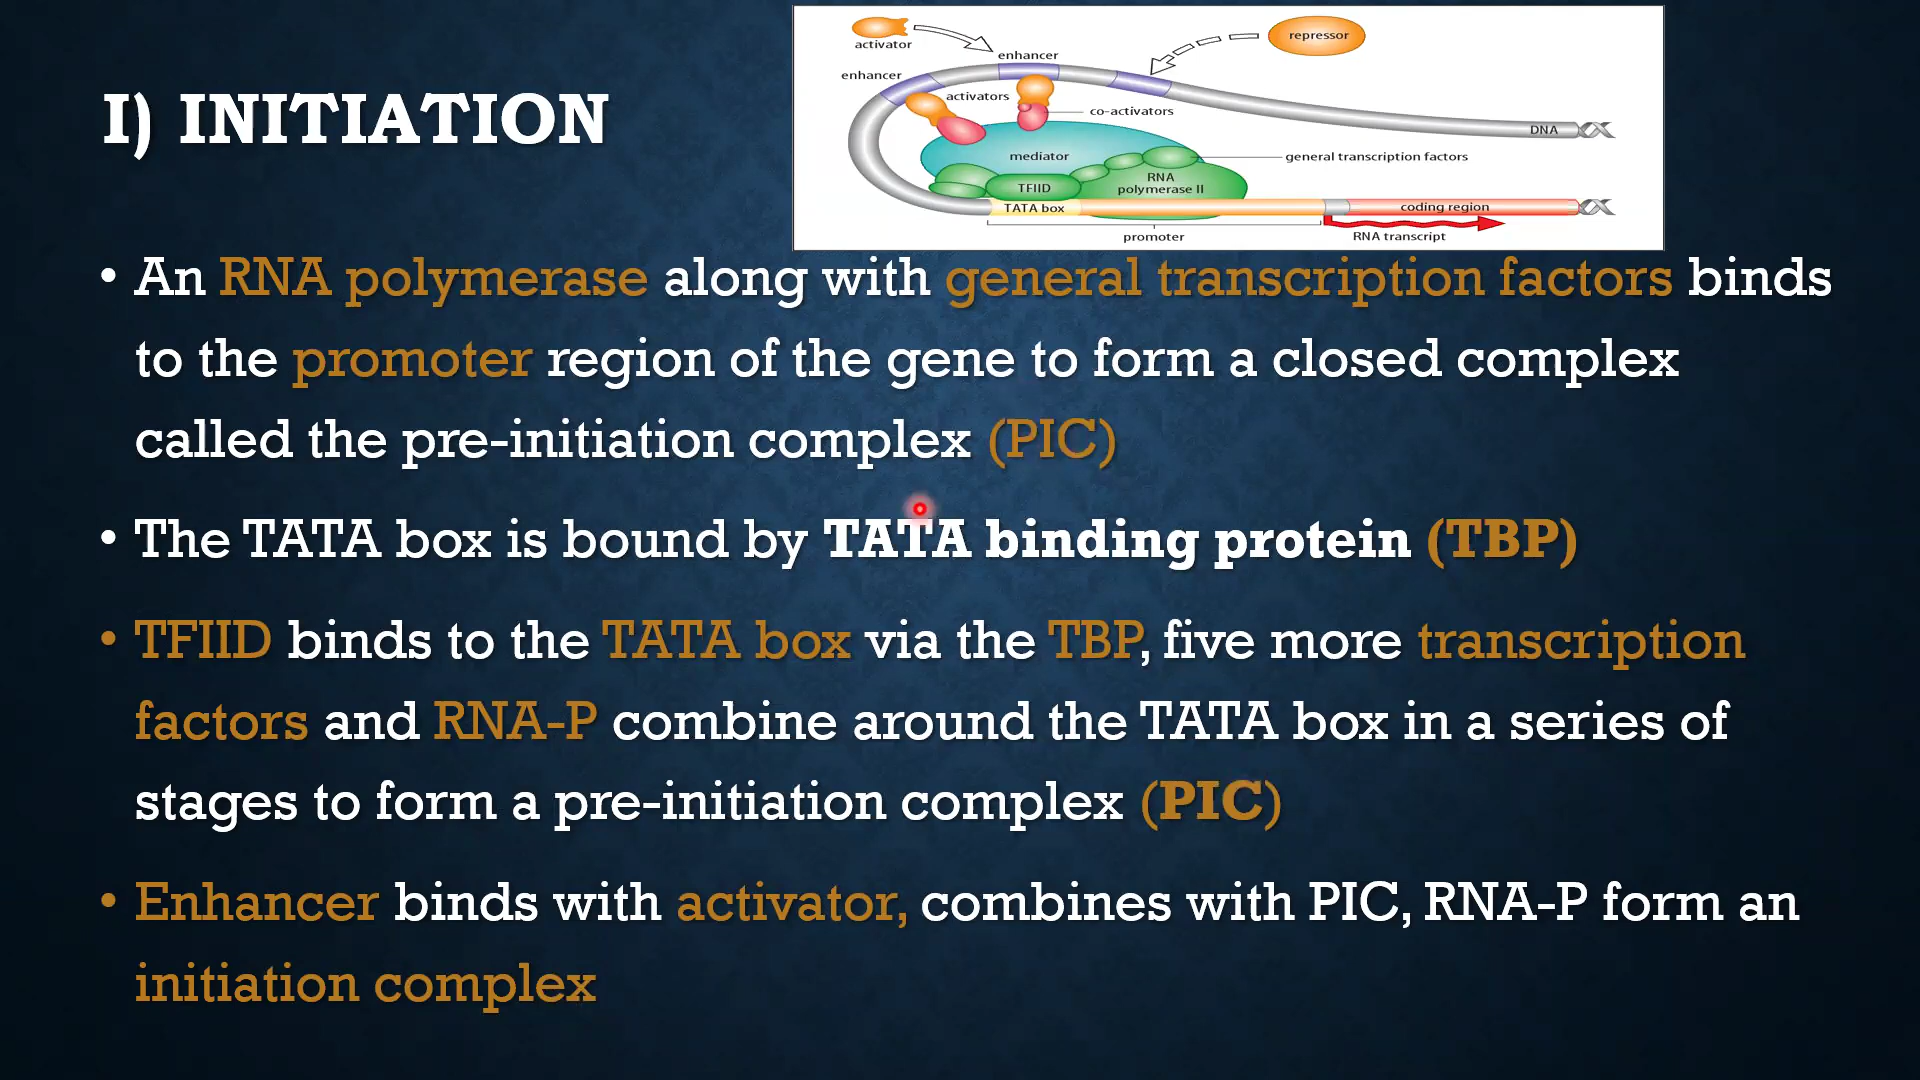 I) INITIATION
activator
enhancer
repressor
enhancer
activators
co-activators
DNA
mediator
general transcription factors
RNA
polymerase II
TFIID
TATA box
coding region
promoter
RNA transcript
• An RNA polymerase along with general transcription factors binds
to the promoter region of the gene to form a closed complex
called the pre-initiation complex (PIC)
• The TATA box is bound by TATA binding protein (TBP)
• TFIID binds to the TATA box via the TBP, five more transcription
factors and RNA-P combine around the TATA box in a series of
stages to form a pre-initiation complex (PIC)
• Enhancer binds with activator, combines with PIC, RNA-P form an
initiation complex